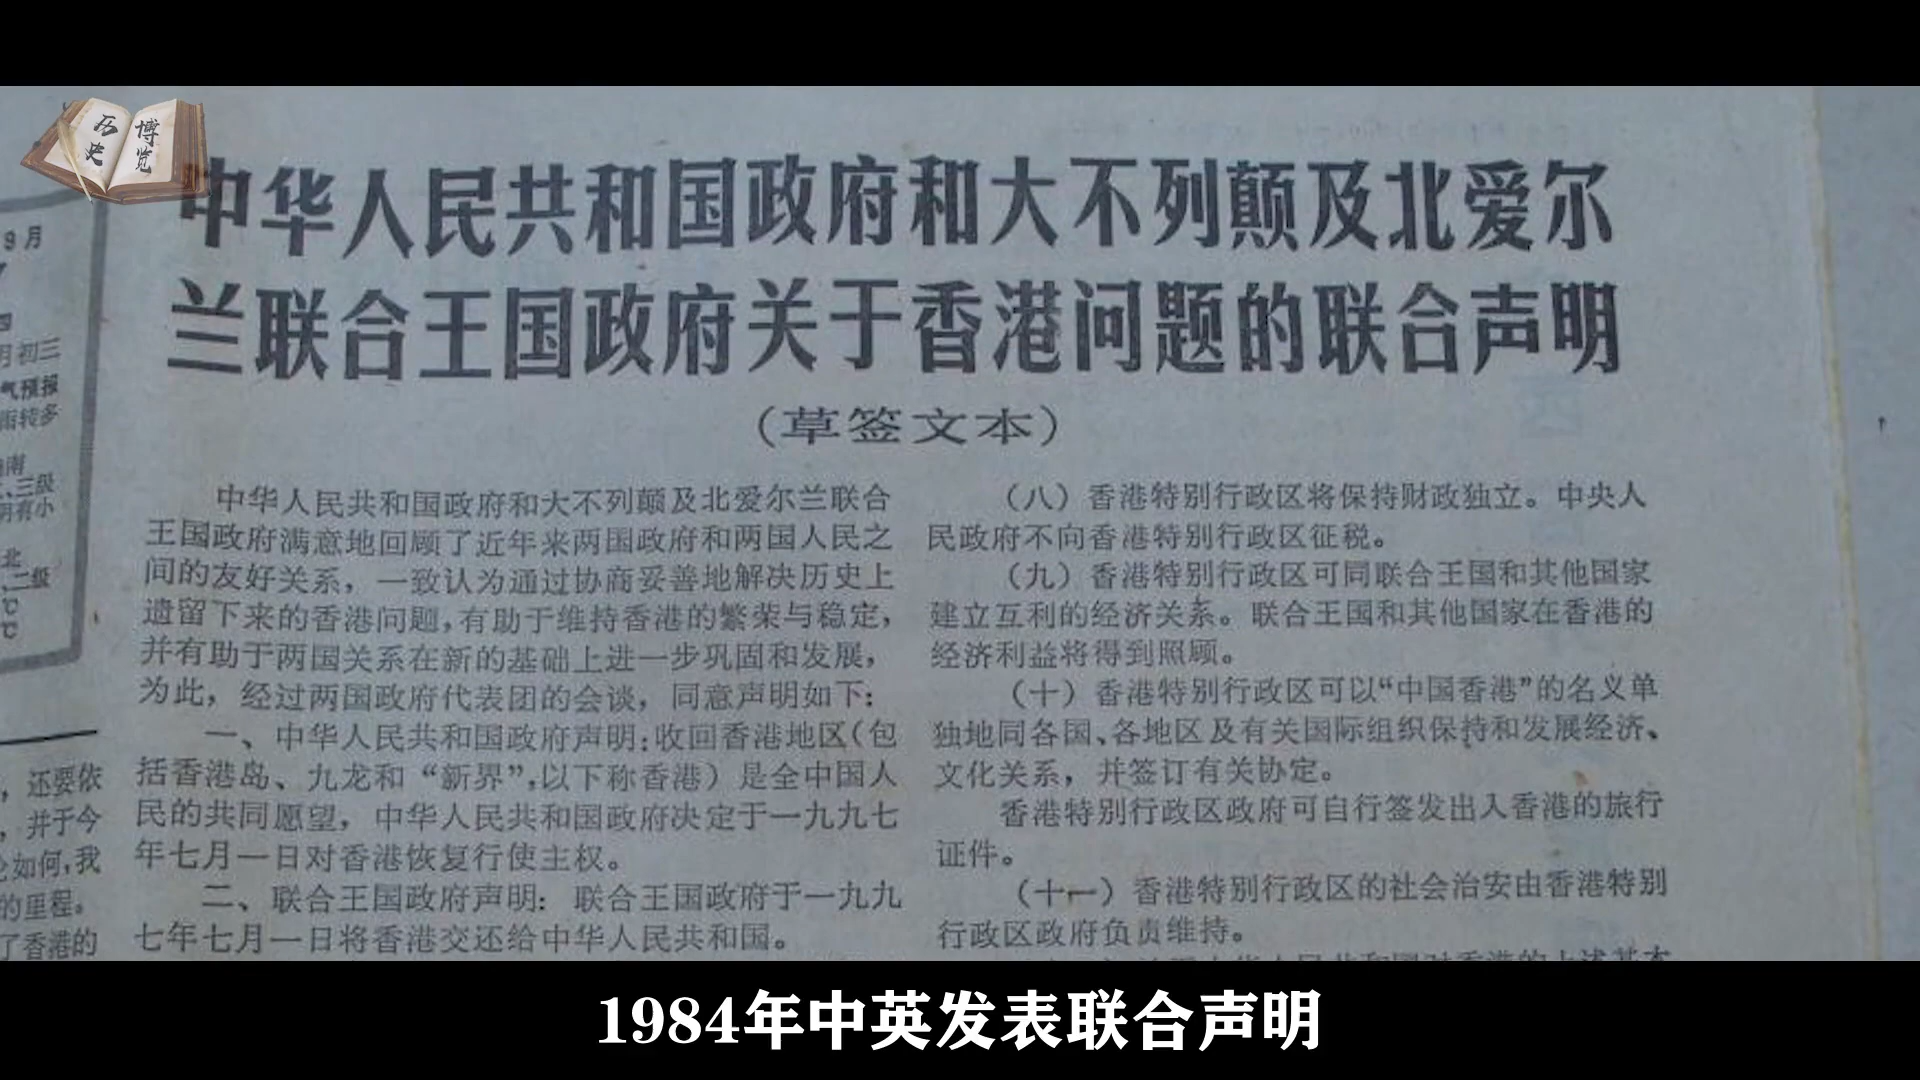 历史
博览
中华人民共和国政府和大不列颠及北爱尔
兰联合王国政府关于香港问题的联合声明
（草签文本）
9月
月初三
气预报
雨转多
南
、三级
明有小
北
二级
℃
℃
，还要依
，并于今
论如何，我
的里程。
了香港的
中华人民共和国政府和大不列颠及北爱尔兰联合
王国政府满意地回顾了近年来两国政府和两国人民之
间的友好关系，一致认为通过协商妥善地解决历史上
遗留下来的香港问题，有助于维持香港的繁荣与稳定，
并有助于两国关系在新的基础上进一步巩固和发展，
为此，经过两国政府代表团的会谈，同意声明如下：
一、中华人民共和国政府声明：收回香港地区（包
括香港岛、九龙和“新界”，以下称香港）是全中国人
民的共同愿望，中华人民共和国政府决定于一九九七
年七月一日对香港恢复行使主权。
二、联合王国政府声明：联合王国政府于一九九
七年七月一日将香港交还给中华人民共和国。
（八）香港特别行政区将保持财政独立。中央人
民政府不向香港特别行政区征税。
（九）香港特别行政区可同联合王国和其他国家
建立互利的经济关系。联合王国和其他国家在香港的
经济利益将得到照顾。
（十）香港特别行政区可以“中国香港”的名义单
独地同各国、各地区及有关国际组织保持和发展经济、
文化关系，并签订有关协定。
香港特别行政区政府可自行签发出入香港的旅行
证件。
（十一）香港特别行政区的社会治安由香港特别
行政区政府负责维持。
1984年中英发表联合声明